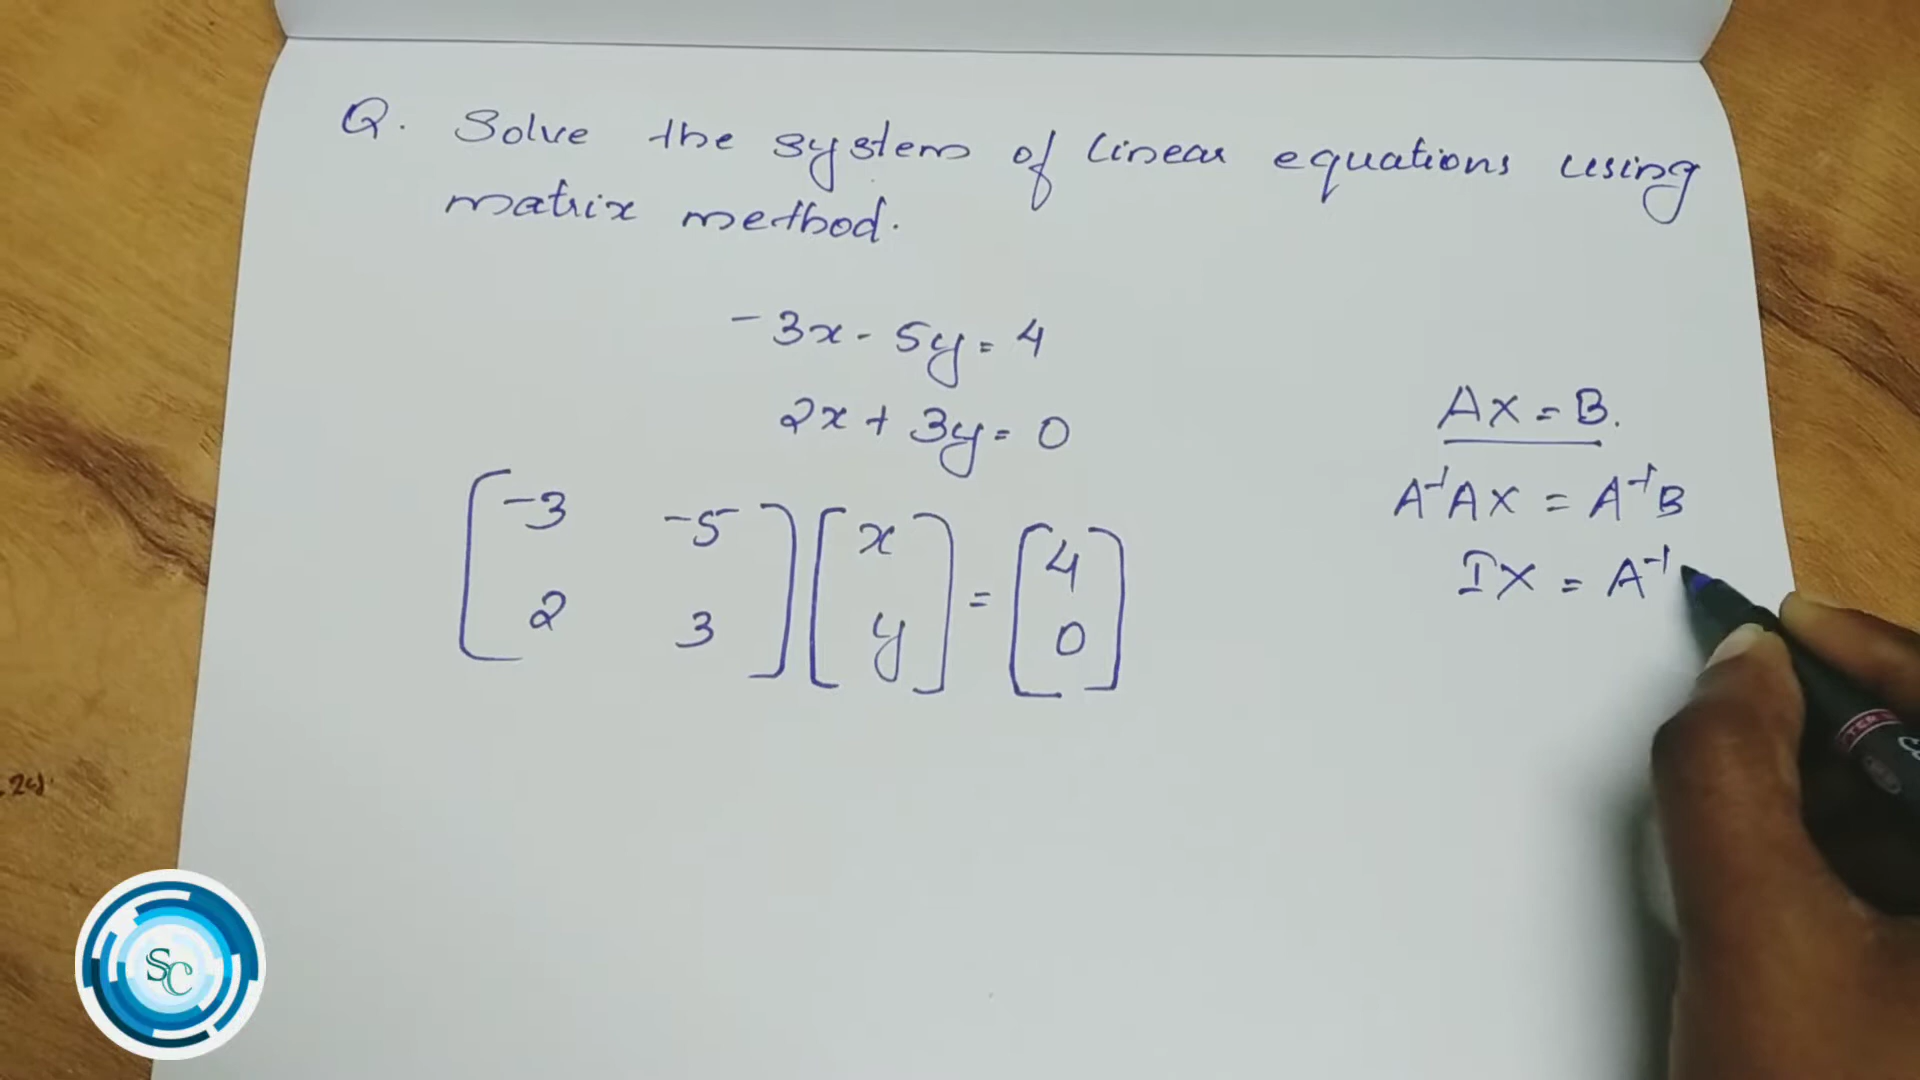 Q. Solve the system of linear equations using
matrix method.
-3x - 5y = 4
2x + 3y = 0
[-3 -5] [x] = [4]
[2 3] [y] [0]
AX = B.
A⁻¹AX = A⁻¹B
IX = A⁻¹
SC